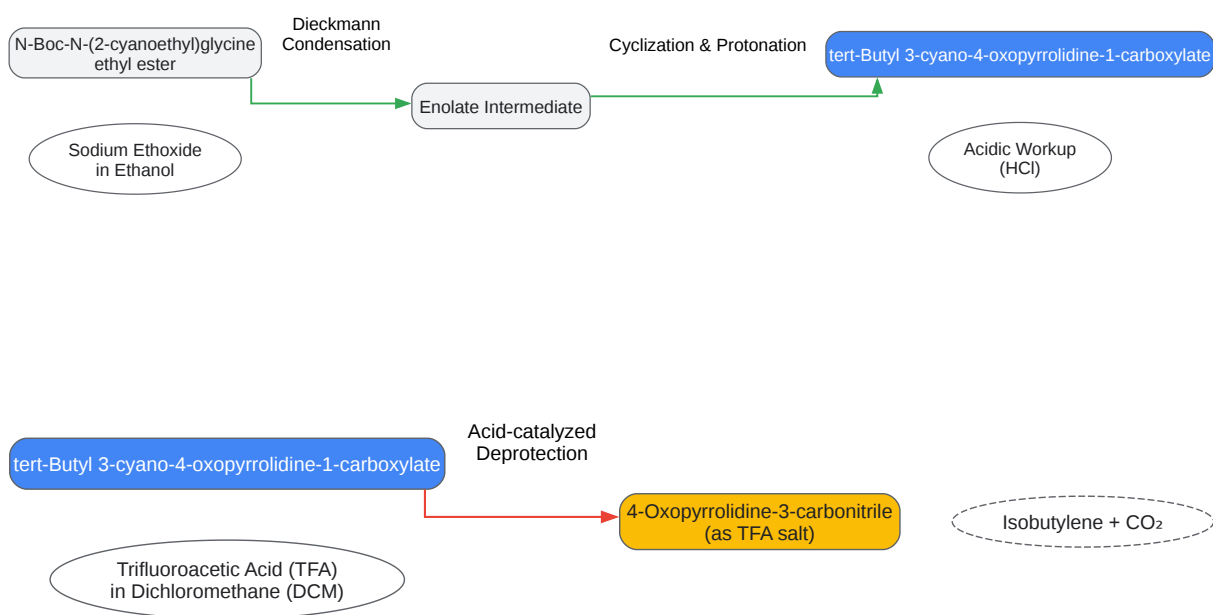 Dieckmann
Condensation
N-Boc-N-(2-cyanoethyl)glycine
ethyl ester
Cyclization & Protonation
tert-Butyl 3-cyano-4-oxopyrrolidine-1-carboxylate
Enolate Intermediate
Sodium Ethoxide
in Ethanol
Acidic Workup
(HCl)
Acid-catalyzed
Deprotection
tert-Butyl 3-cyano-4-oxopyrrolidine-1-carboxylate
4-Oxopyrrolidine-3-carbonitrile
(as TFA salt)
Isobutylene + CO₂
Trifluoroacetic Acid (TFA)
in Dichloromethane (DCM)